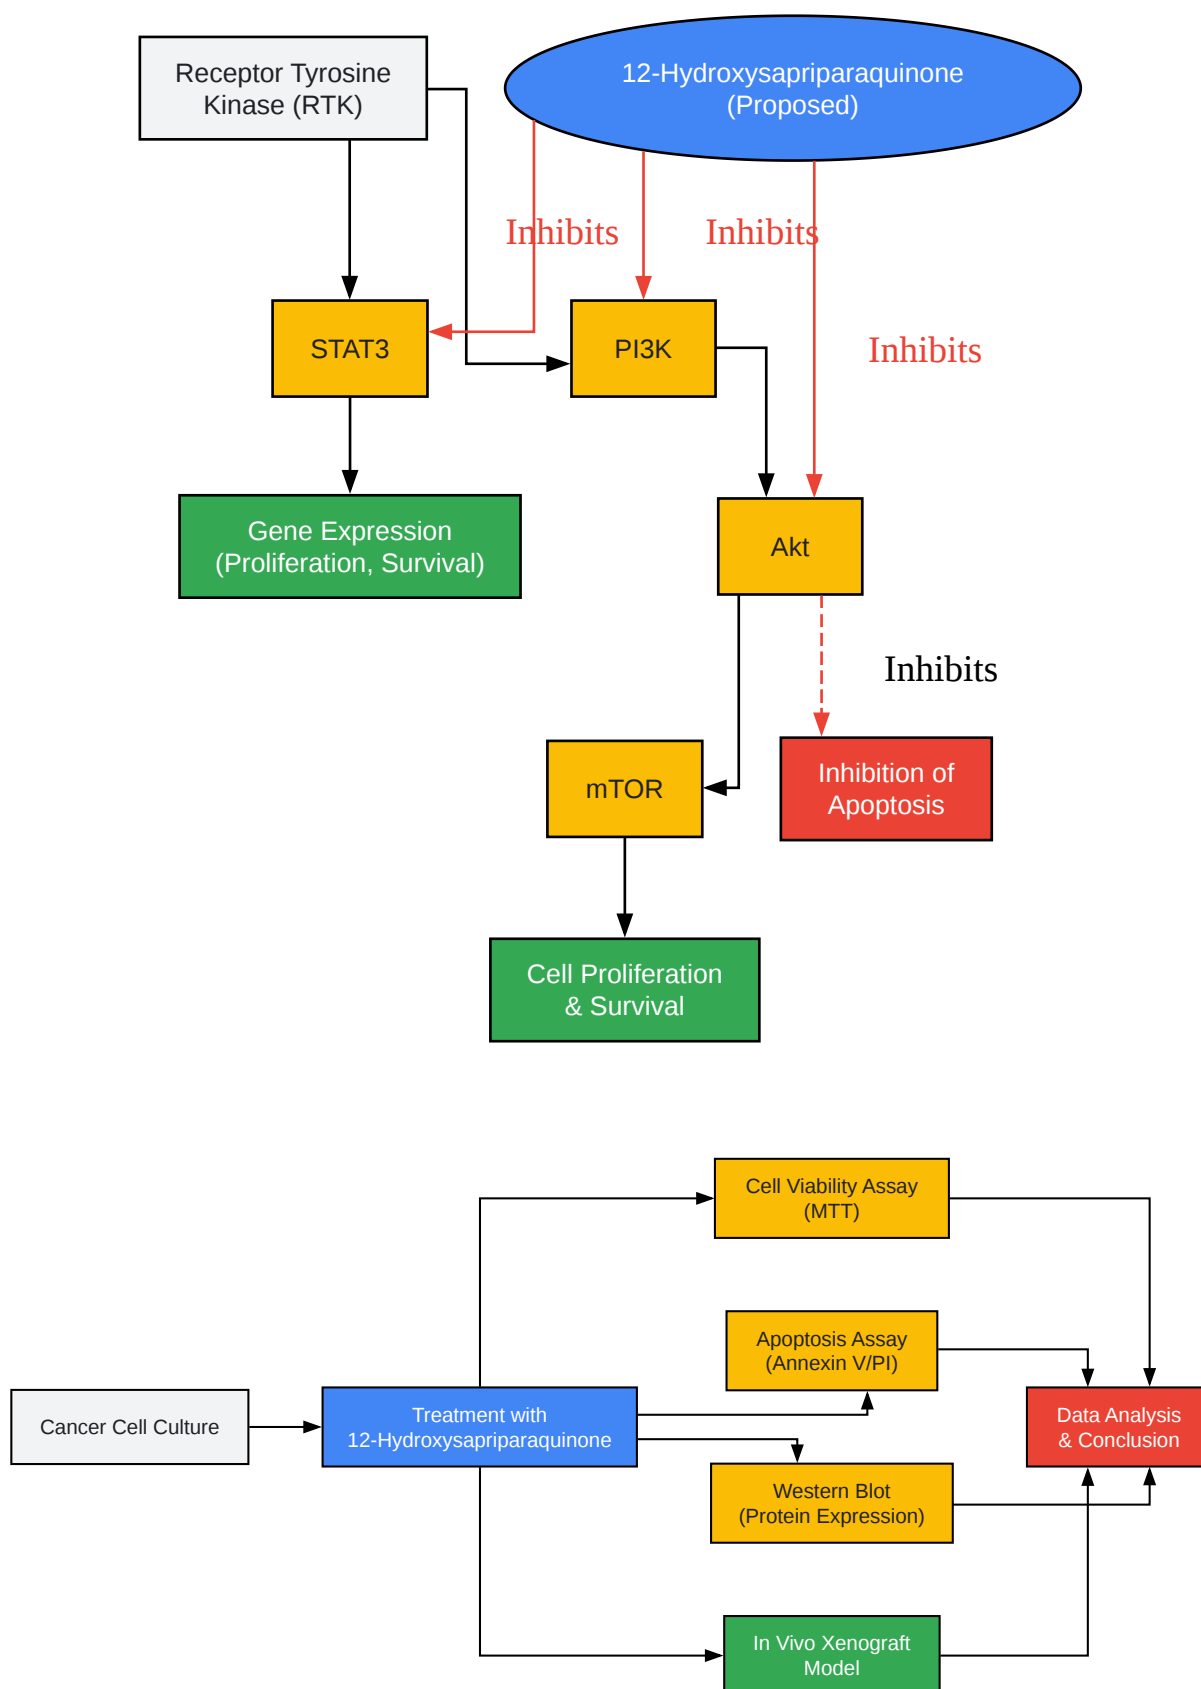 Receptor Tyrosine
Kinase (RTK)
12-Hydroxysapriparaquinone
(Proposed)
Inhibits
Inhibits
Inhibits
STAT3
PI3K
Gene Expression
(Proliferation, Survival)
Akt
Inhibits
mTOR
Inhibition of
Apoptosis
Cell Proliferation
& Survival
Cell Viability Assay
(MTT)
Apoptosis Assay
(Annexin V/PI)
Cancer Cell Culture
Treatment with
12-Hydroxysapriparaquinone
Data Analysis
& Conclusion
Western Blot
(Protein Expression)
In Vivo Xenograft
Model